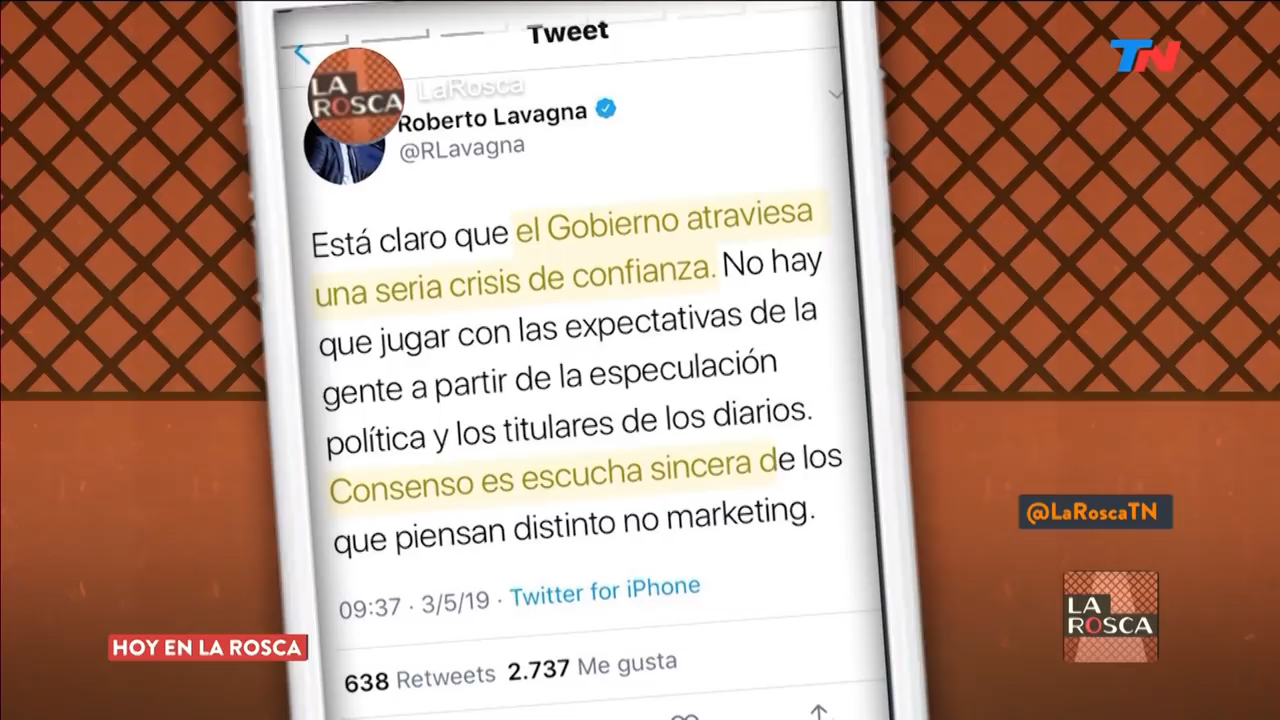 Tweet
TN
LA
ROSCA
LaRosca
Roberto Lavagna
@RLavagna
Está claro que el Gobierno atraviesa
una seria crisis de confianza. No hay
que jugar con las expectativas de la
gente a partir de la especulación
política y los titulares de los diarios.
Consenso es escucha sincera de los
que piensan distinto no marketing.
09:37 · 3/5/19 · Twitter for iPhone
638 Retweets 2.737 Me gusta
@LaRoscaTN
LA
ROSCA
HOY EN LA ROSCA